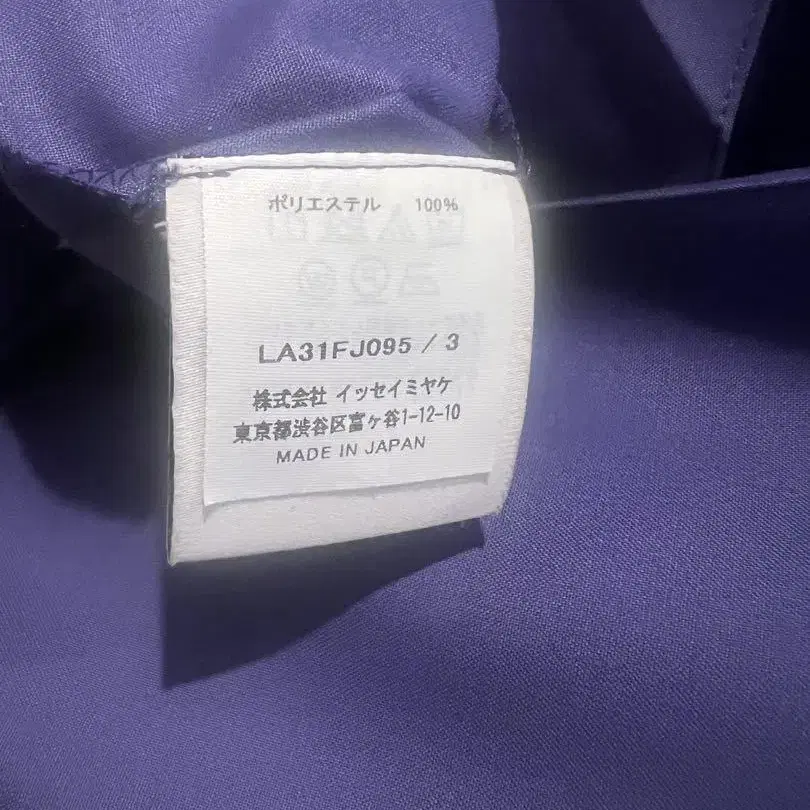 ポリエステル 100%
LA31FJ095 / 3
株式会社 イッセイミヤケ
東京都渋谷区富ヶ谷1-12-10
MADE IN JAPAN